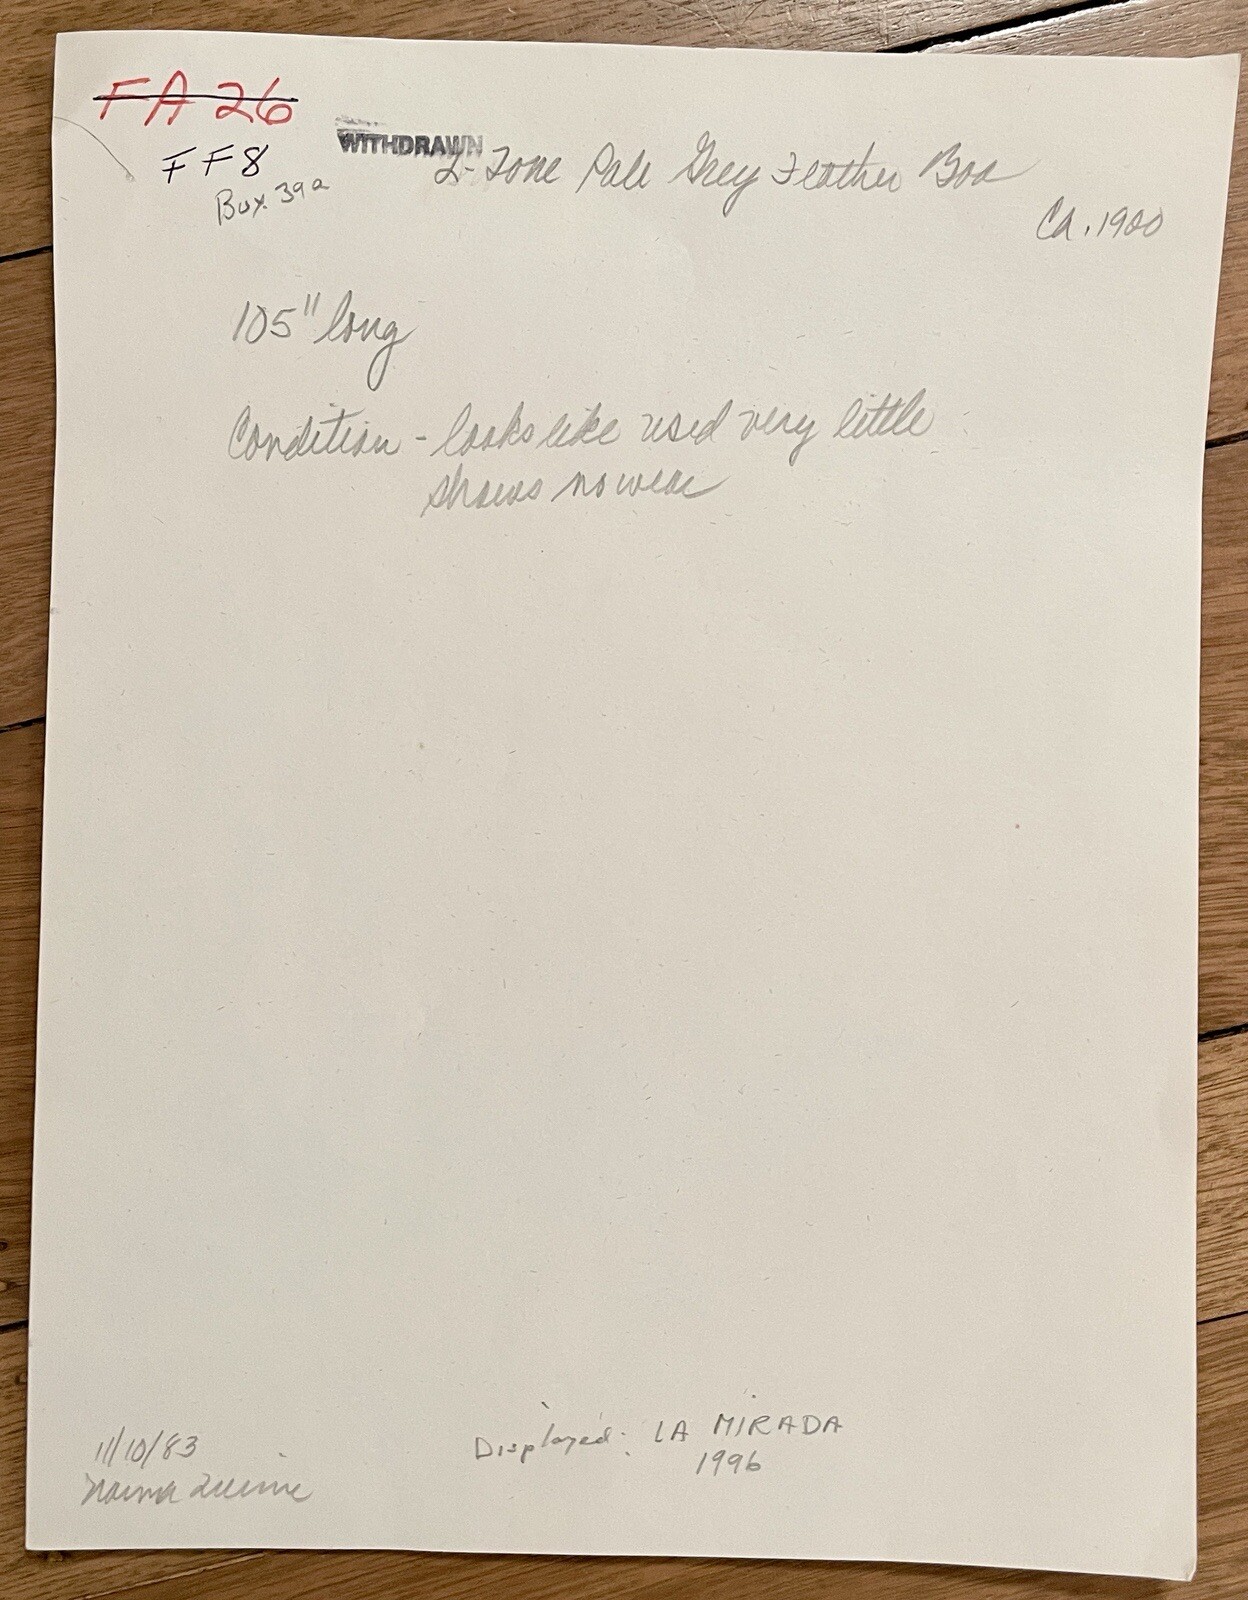 FA 26
WITHDRAWN
FF8
2-Tone Pale Grey Feather Boa
Box 39a
Ca. 1900
105" long
Condition - looks like used very little
shows no wear
Displayed: LA MIRADA
1996
11/10/83
Norma